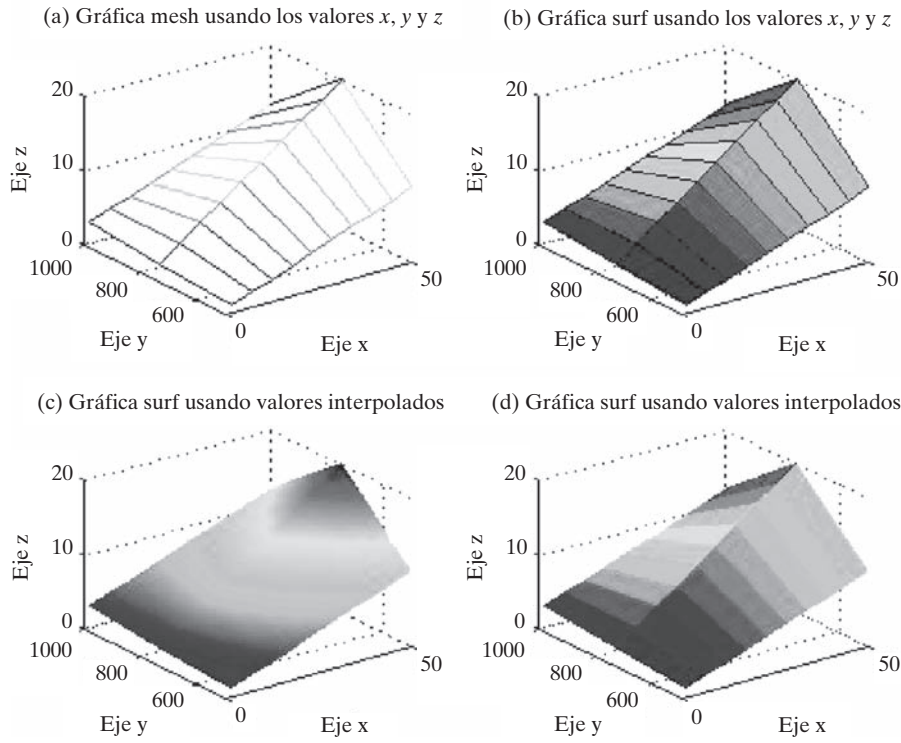 (a) Gráfica mesh usando los valores x, y y z
20
10
0
Eje z
1000
800
600
Eje y
0
50
Eje x
(b) Gráfica surf usando los valores x, y y z
20
10
0
Eje z
1000
800
600
Eje y
0
50
Eje x
(c) Gráfica surf usando valores interpolados
20
10
0
Eje z
1000
800
600
Eje y
0
50
Eje x
(d) Gráfica surf usando valores interpolados
20
10
0
Eje z
1000
800
600
Eje y
0
50
Eje x